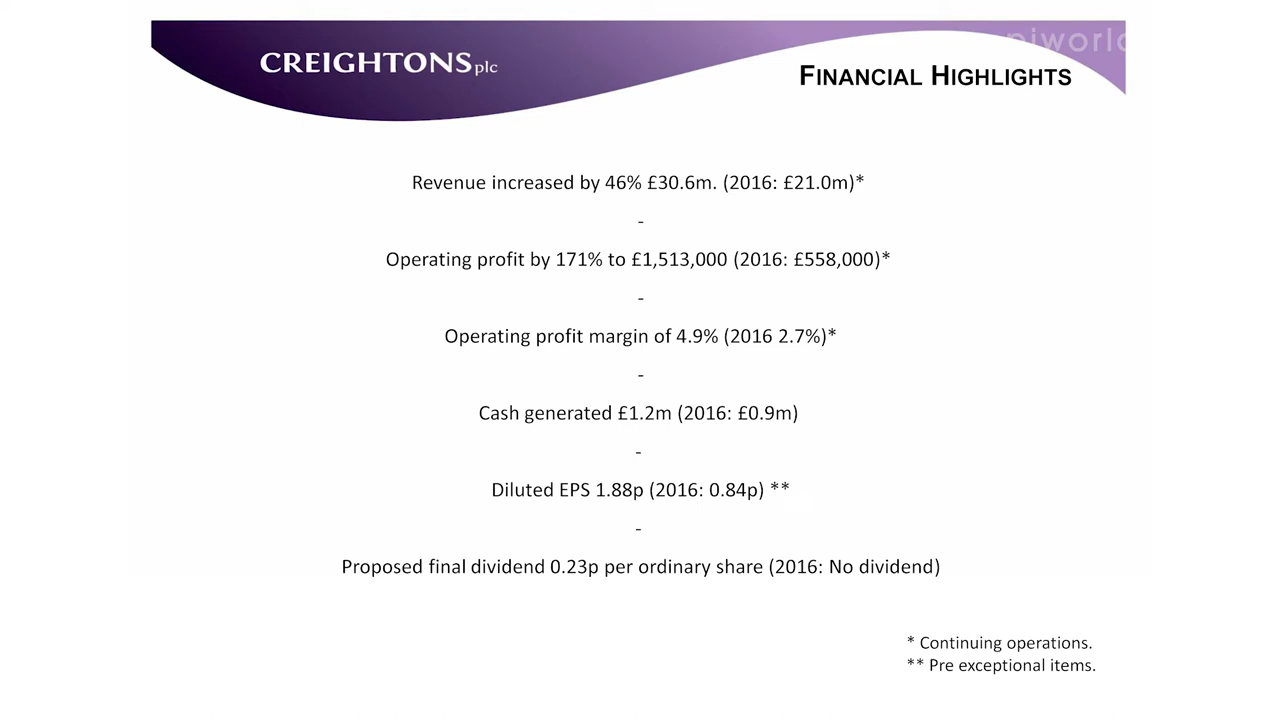 CREIGHTONS plc
piworld
FINANCIAL HIGHLIGHTS
Revenue increased by 46% £30.6m. (2016: £21.0m)*
-
Operating profit by 171% to £1,513,000 (2016: £558,000)*
-
Operating profit margin of 4.9% (2016 2.7%)*
-
Cash generated £1.2m (2016: £0.9m)
-
Diluted EPS 1.88p (2016: 0.84p) **
-
Proposed final dividend 0.23p per ordinary share (2016: No dividend)
* Continuing operations.
** Pre exceptional items.